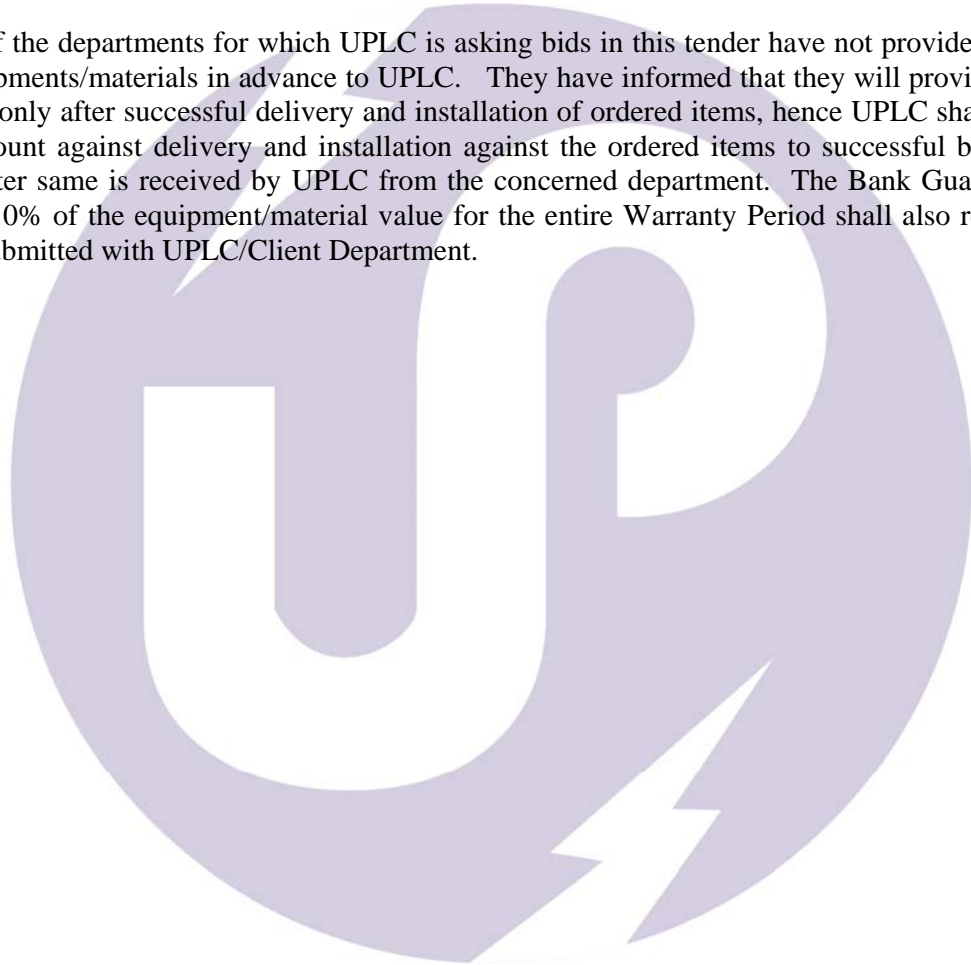 f the departments for which UPLC is asking bids in this tender have not provide
pments/materials in advance to UPLC. They have informed that they will provi
only after successful delivery and installation of ordered items, hence UPLC sha
ount against delivery and installation against the ordered items to successful b
ter same is received by UPLC from the concerned department. The Bank Gua
0% of the equipment/material value for the entire Warranty Period shall also r
bmitted with UPLC/Client Department.
UP